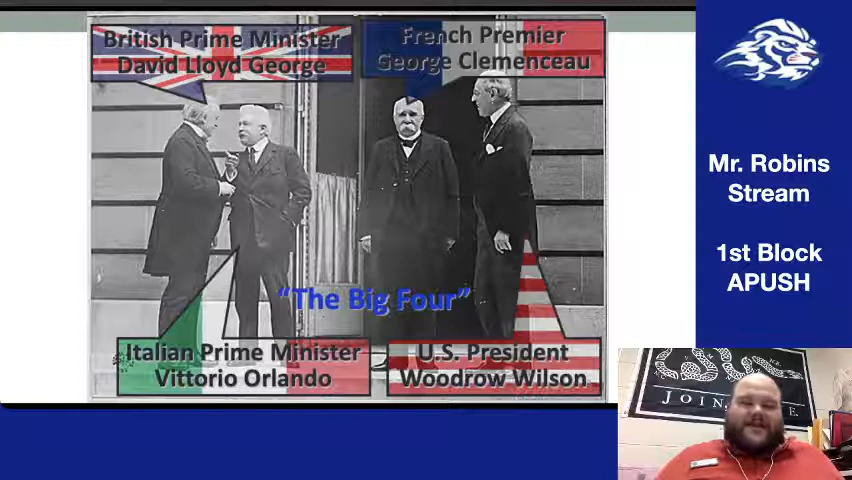 British Prime Minister
David Lloyd George
French Premier
George Clemenceau
"The Big Four"
Italian Prime Minister
Vittorio Orlando
U.S. President
Woodrow Wilson
Mr. Robins
Stream
1st Block
APUSH
JOIN,